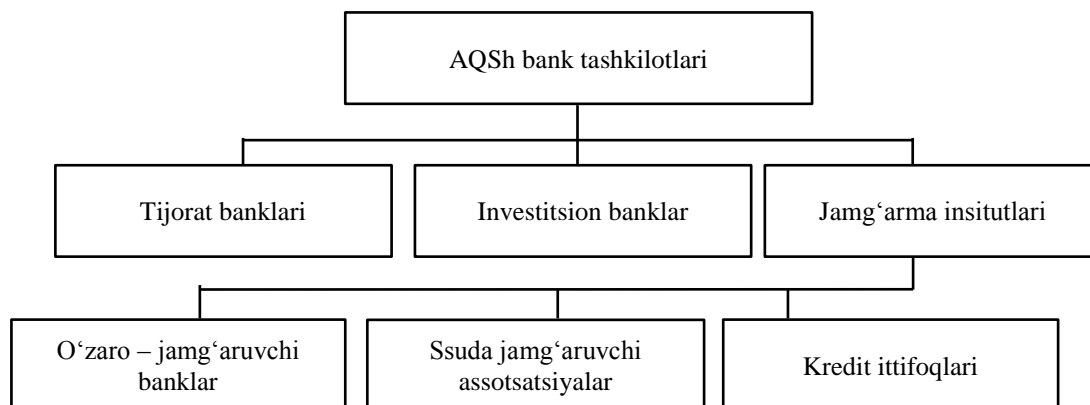 AQSh bank tashkilotlari
Tijorat banklari
Investitsion banklar
Jamg‘arma insitutlari
O‘zaro – jamg‘aruvchi
banklar
Ssuda jamg‘aruvchi
assotsatsiyalar
Kredit ittifoqlari